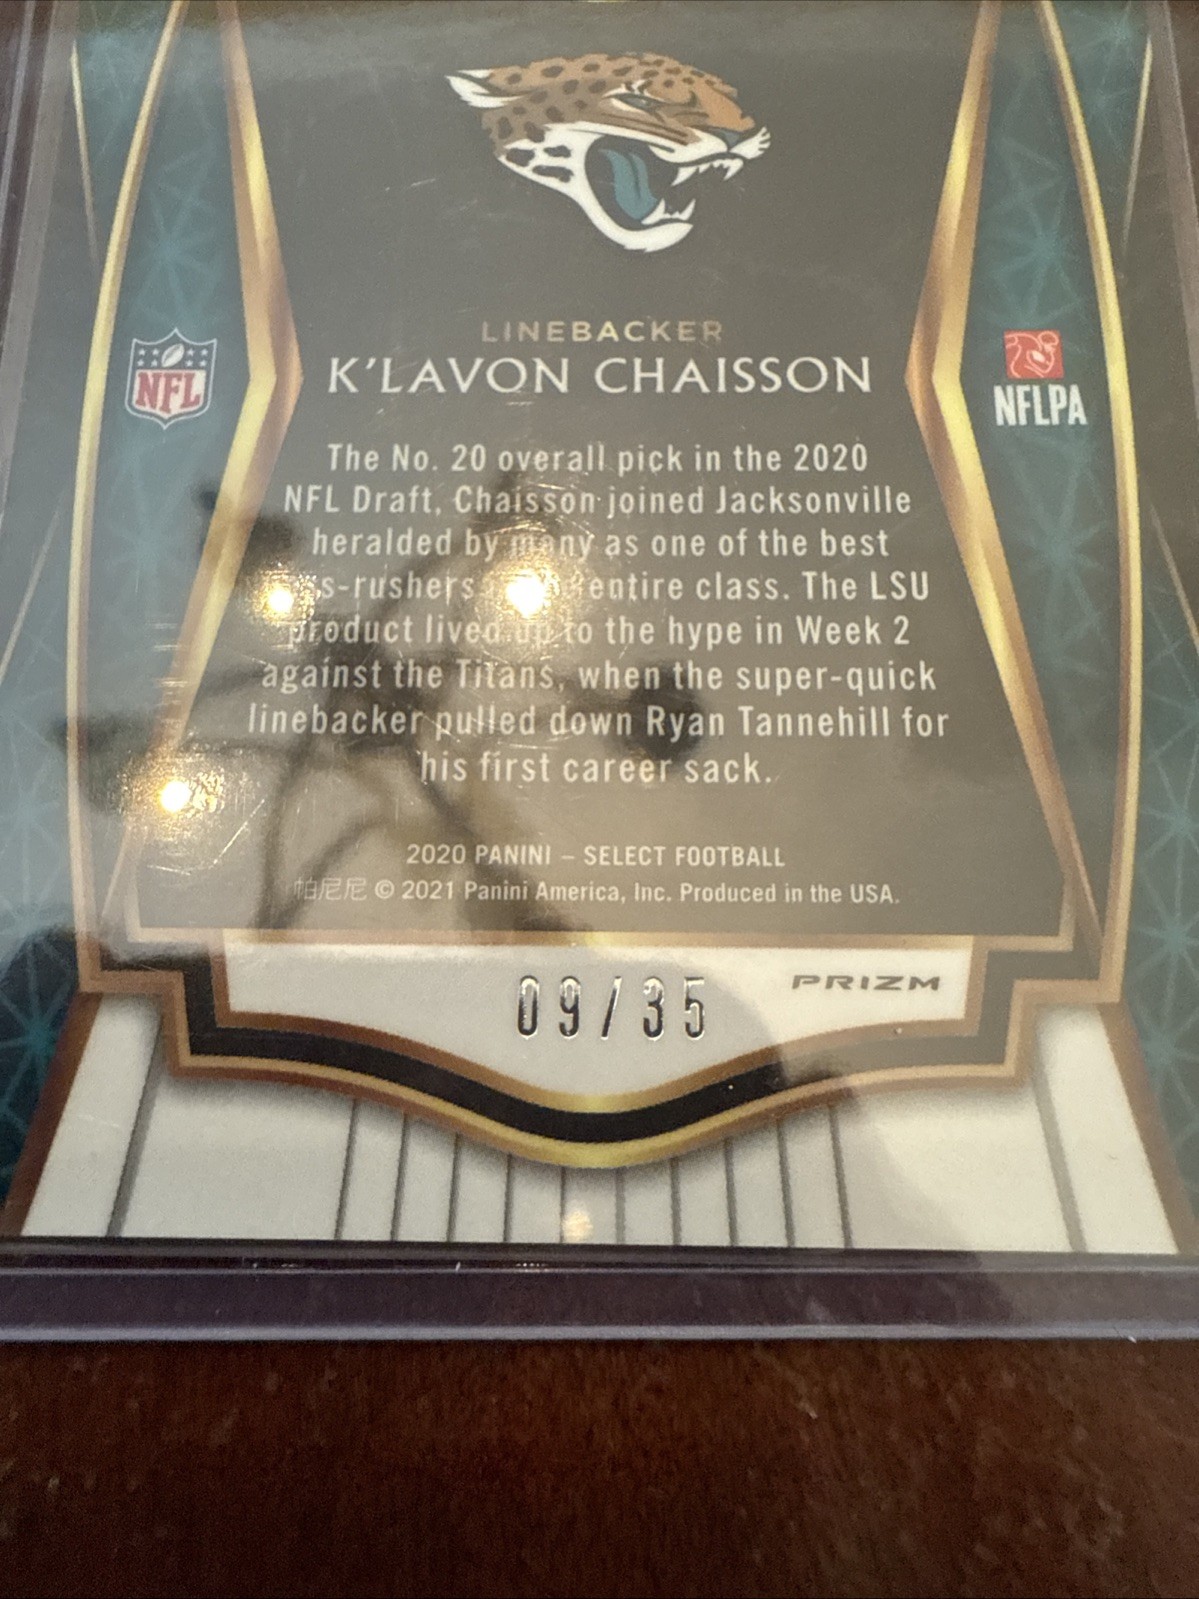 LINEBACKER
K'LAVON CHAISSON
NFL
NFLPA
The No. 20 overall pick in the 2020
NFL Draft, Chaisson joined Jacksonville
heralded by many as one of the best
entire class. The LSU
product lived up to the hype in Week 2
against the Titans, when the super-quick
linebacker pulled down Ryan Tannehill for
his first career sack.
2020 PANINI – SELECT FOOTBALL
帕尼尼 © 2021 Panini America, Inc. Produced in the USA.
09/35
PRIZM